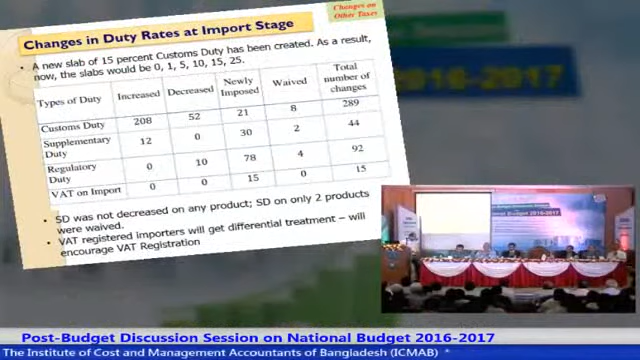 Changes on
Other Taxes
Changes in Duty Rates at Import Stage
• A new slab of 15 percent Customs Duty has been created. As a result,
now, the slabs would be 0, 1, 5, 10, 15, 25.
Types of Duty Increased Decreased Newly Imposed Waived Total number of changes
Customs Duty 208 52 21 8 289
Supplementary Duty 12 0 30 2 44
Regulatory Duty 0 10 78 4 92
VAT on Import 0 0 15 0 15
• SD was not decreased on any product; SD on only 2 products
were waived.
• VAT registered importers will get differential treatment – will
encourage VAT Registration
National Budget 2016-2017
Post-Budget Discussion Session on National Budget 2016-2017
The Institute of Cost and Management Accountants of Bangladesh (ICMAB) *